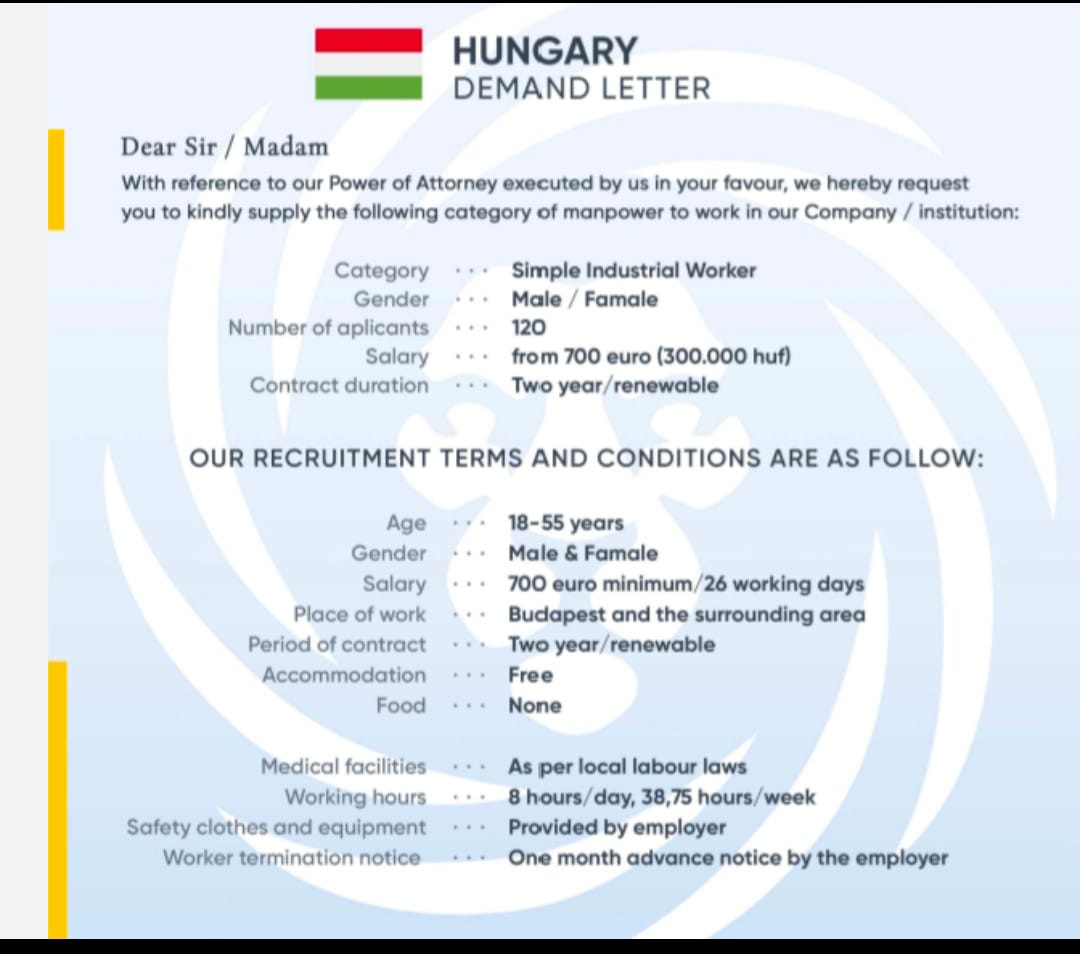 HUNGARY
DEMAND LETTER
Dear Sir / Madam
With reference to our Power of Attorney executed by us in your favour, we hereby request
you to kindly supply the following category of manpower to work in our Company / institution:
Category ··· Simple Industrial Worker
Gender ··· Male / Famale
Number of aplicants ··· 120
Salary ··· from 700 euro (300.000 huf)
Contract duration ··· Two year/renewable
OUR RECRUITMENT TERMS AND CONDITIONS ARE AS FOLLOW:
Age ··· 18-55 years
Gender ··· Male & Famale
Salary ··· 700 euro minimum/26 working days
Place of work ··· Budapest and the surrounding area
Period of contract ··· Two year/renewable
Accommodation ··· Free
Food ··· None
Medical facilities ··· As per local labour laws
Working hours ··· 8 hours/day, 38,75 hours/week
Safety clothes and equipment ··· Provided by employer
Worker termination notice ··· One month advance notice by the employer